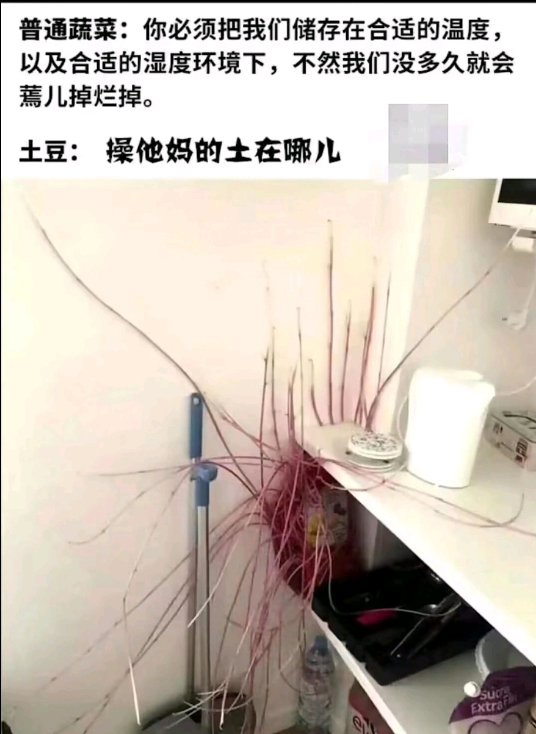 普通蔬菜：你必须把我们储存在合适的温度，
以及合适的湿度环境下，不然我们没多久就会
蔫儿掉烂掉。
土豆： 操他妈的土在哪儿
Sucre